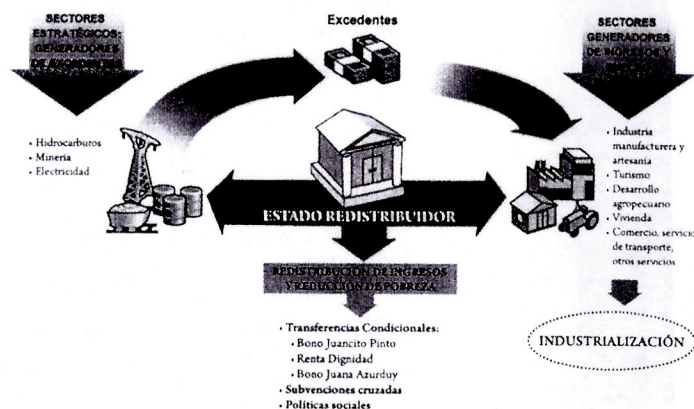 SECTORES
ESTRATÉGICOS:
GENERADORES
DE EXCEDENTES
Excedentes
SECTORES
GENERADORES
DE INGRESOS Y
• Hidrocarburos
• Minería
• Electricidad
• Industria
manufacturera y
artesanía
• Turismo
• Desarrollo
agropecuario
• Vivienda
• Comercio, servicio
de transporte,
otros servicios
ESTADO REDISTRIBUIDOR
REDISTRIBUCIÓN DE INGRESOS
Y REDUCCIÓN DE POBREZA
INDUSTRIALIZACIÓN
• Transferencias Condicionales:
• Bono Juancito Pinto
• Renta Dignidad
• Bono Juana Azurduy
• Subvenciones cruzadas
• Políticas sociales